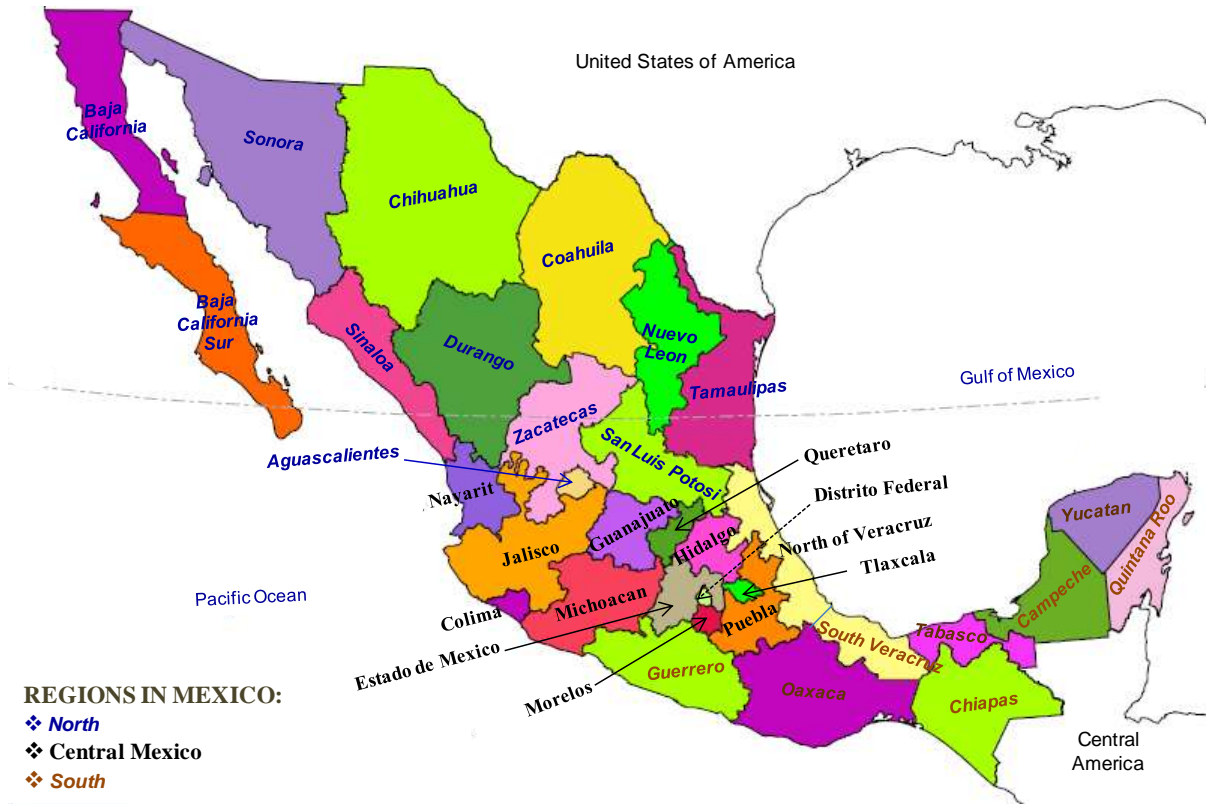 United States of America
Baja
California
Sonora
Chihuahua
Coahuila
Baja
California
Sur
Sinaloa
Durango
Nuevo
Leon
Tamaulipas
Gulf of Mexico
Zacatecas
San Luis Potosi
Aguascalientes
Queretaro
Nayarit
Distrito Federal
Guanajuato
Hidalgo
North of Veracruz
Yucatan
Quintana Roo
Jalisco
Tlaxcala
Campeche
Pacific Ocean
Colima
Michoacan
Puebla
South Veracruz
Tabasco
Estado de Mexico
Guerrero
Morelos
Oaxaca
Chiapas
REGIONS IN MEXICO:
❖ North
❖ Central Mexico
❖ South
Central
America